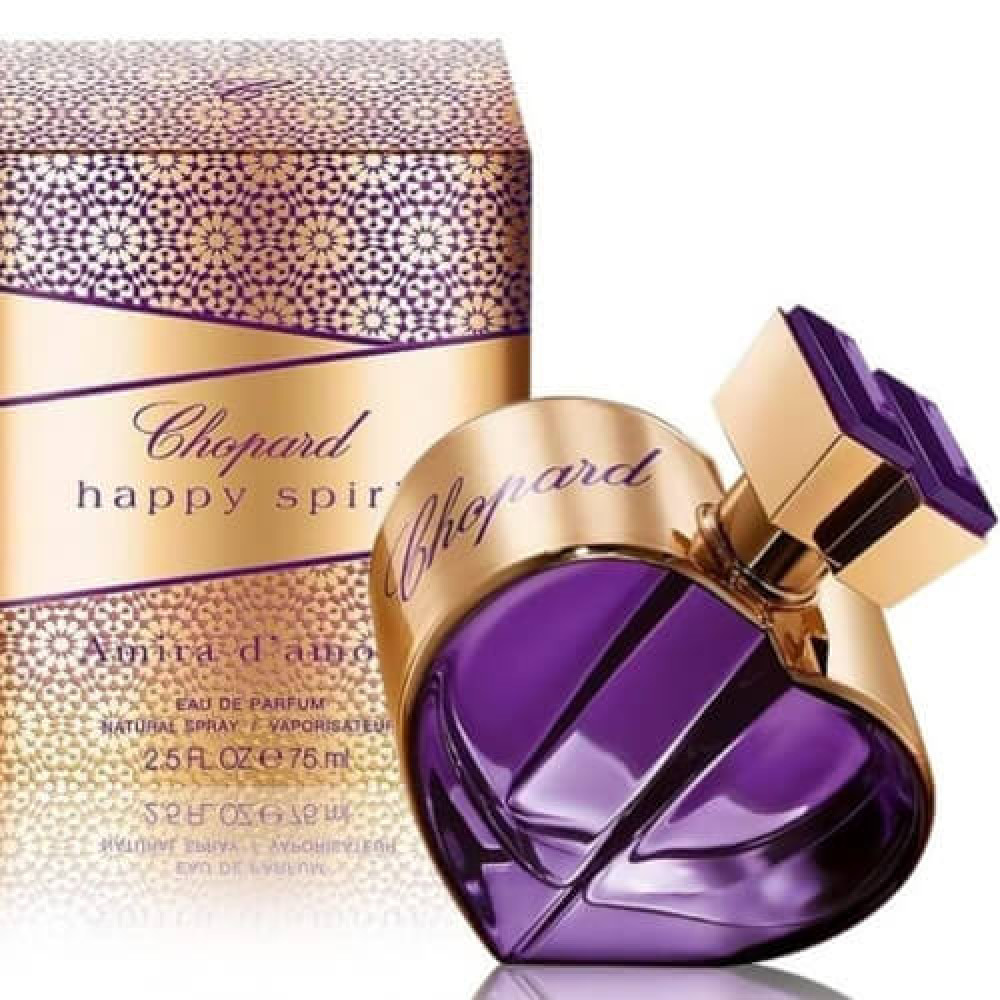 Chopard
happy spiri
Amira d'amo
EAU DE PARFUM
NATURAL SPRAY / VAPORISATEUR
2.5 FL.OZ e 75 ml
Chopard